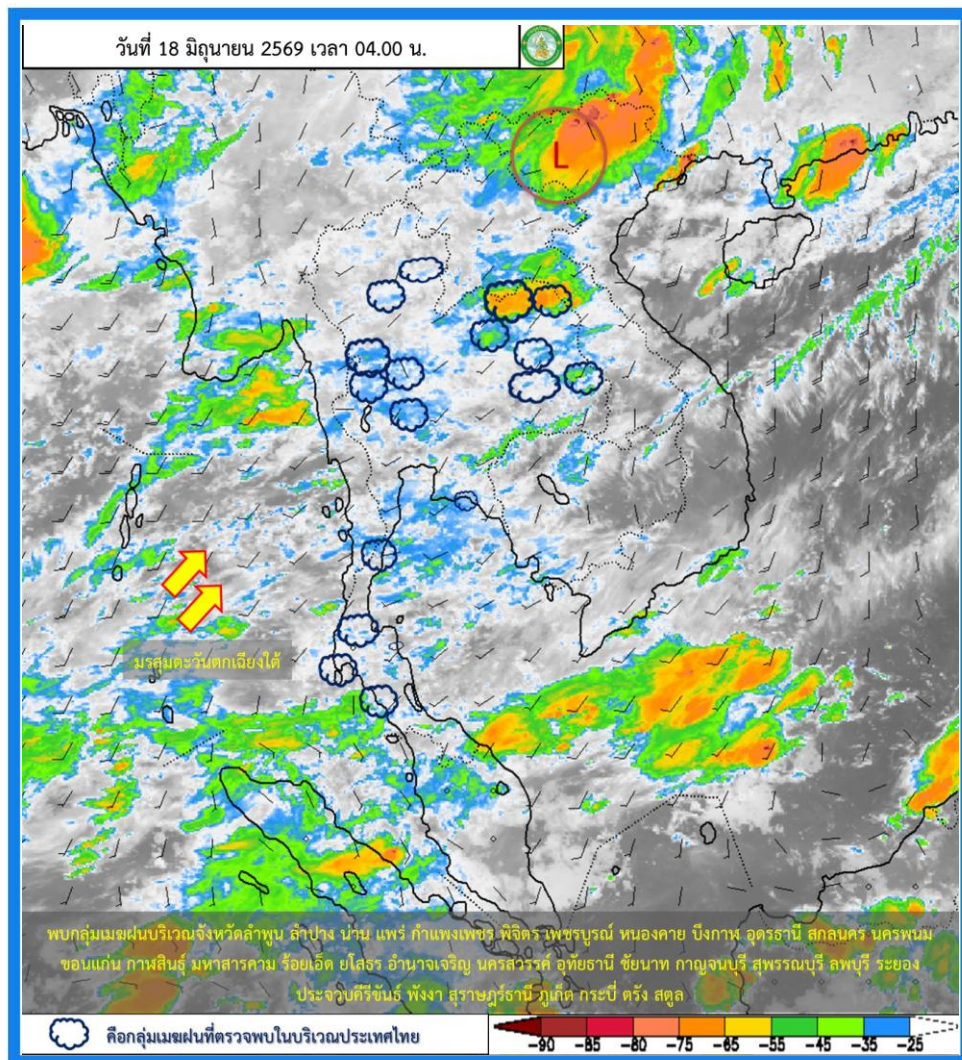 วันที่ 18 มิถุนายน 2569 เวลา 04.00 น.
L
มรสุมตะวันตกเฉียงใต้
พบกลุ่มเมฆฝนบริเวณจังหวัดลำพูน ลำปาง น่าน แพร่ กำแพงเพชร พิจิตร เพชรบูรณ์ หนองคาย บึงกาฬ อุดรธานี สกลนคร นครพนม
ขอนแก่น กาฬสินธุ์ มหาสารคาม ร้อยเอ็ด ยโสธร อำนาจเจริญ นครสวรรค์ อุทัยธานี ชัยนาท กาญจนบุรี สุพรรณบุรี ลพบุรี ระยอง
ประจวบคีรีขันธ์ พังงา สุราษฎร์ธานี ภูเก็ต กระบี่ ตรัง สตูล
คือกลุ่มเมฆฝนที่ตรวจพบในบริเวณประเทศไทย
-90 -85 -80 -75 -65 -55 -45 -35 -25